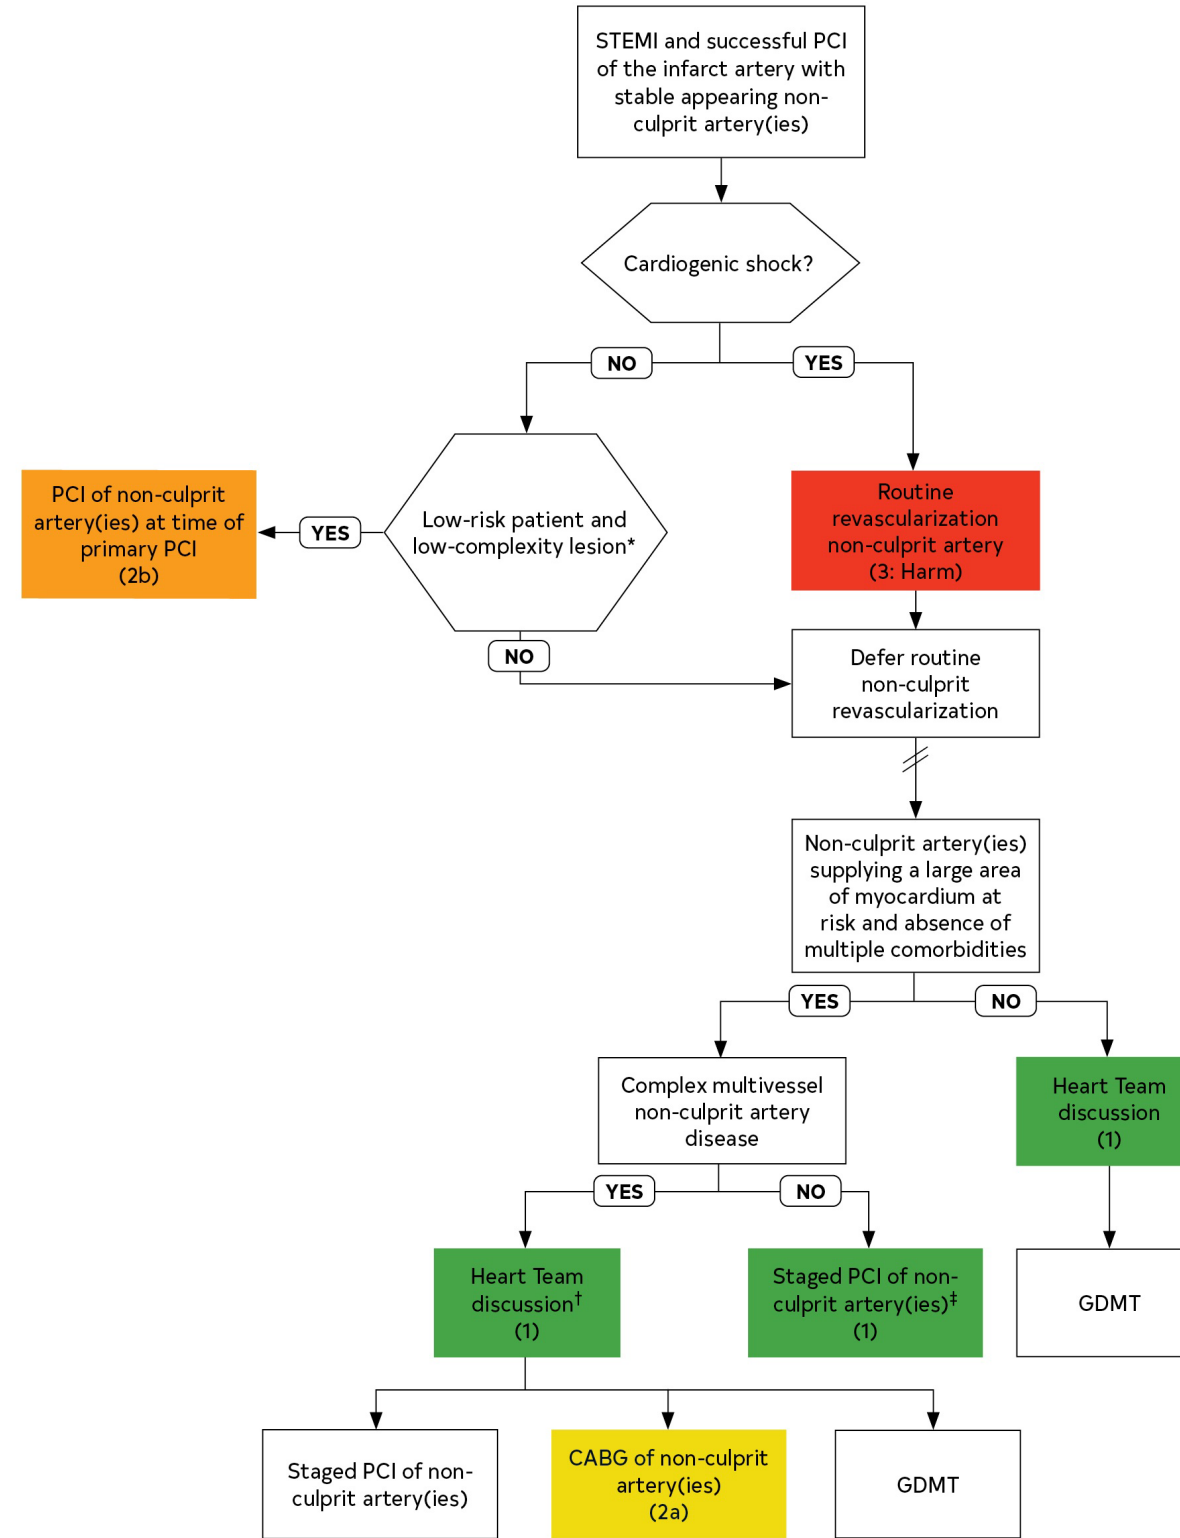 STEMI and successful PCI
of the infarct artery with
stable appearing non-
culprit artery(ies)
Cardiogenic shock?
NO
YES
PCI of non-culprit
artery(ies) at time of
primary PCI
(2b)
YES
Low-risk patient and
low-complexity lesion*
Routine
revascularization
non-culprit artery
(3: Harm)
NO
Defer routine
non-culprit
revascularization
Non-culprit artery(ies)
supplying a large area
of myocardium at
risk and absence of
multiple comorbidities
YES
NO
Complex multivessel
non-culprit artery
disease
Heart Team
discussion
(1)
YES
NO
Heart Team
discussion†
(1)
Staged PCI of non-
culprit artery(ies)‡
(1)
GDMT
Staged PCI of non-
culprit artery(ies)
CABG of non-culprit
artery(ies)
(2a)
GDMT